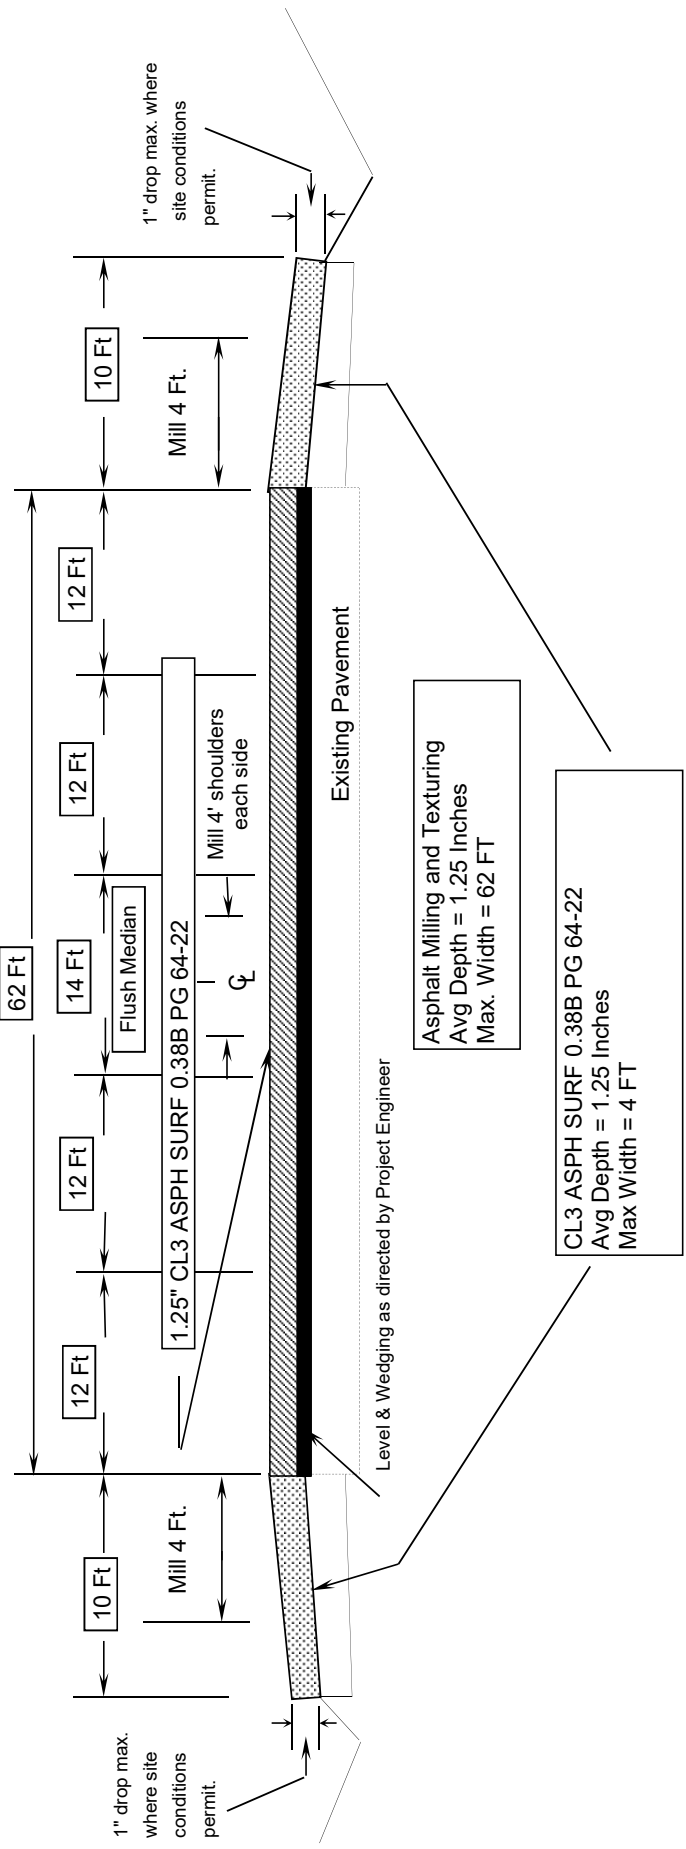 62 Ft
10 Ft
12 Ft
12 Ft
14 Ft
12 Ft
12 Ft
10 Ft
Flush Median
1" drop max.
where site
conditions
permit.
Mill 4 Ft.
1.25" CL3 ASPH SURF 0.38B PG 64-22
Mill 4' shoulders
each side
Mill 4 Ft.
1" drop max. where
site conditions
permit.
CL
Existing Pavement
Level & Wedging as directed by Project Engineer
Asphalt Milling and Texturing
Avg Depth = 1.25 Inches
Max. Width = 62 FT
CL3 ASPH SURF 0.38B PG 64-22
Avg Depth = 1.25 Inches
Max Width = 4 FT